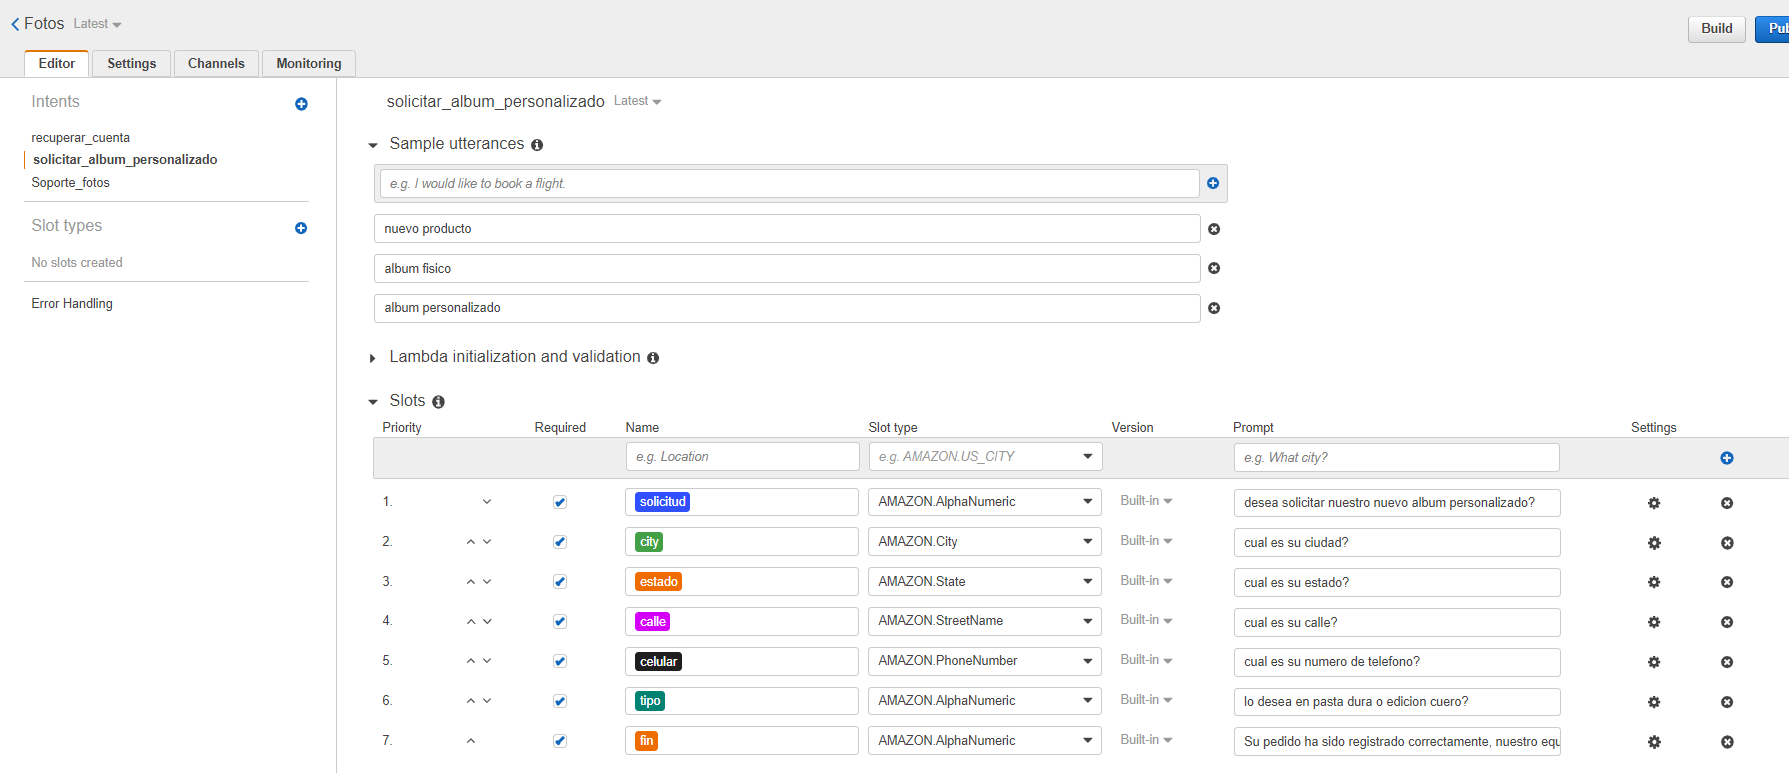 Fotos Latest
Build Pub
Editor Settings Channels Monitoring
Intents
recuperar_cuenta
solicitar_album_personalizado
Soporte_fotos
Slot types
No slots created
Error Handling
solicitar_album_personalizado Latest
Sample utterances
e.g. I would like to book a flight.
nuevo producto
album fisico
album personalizado
Lambda initialization and validation
Slots
Priority Required Name Slot type Version Prompt Settings
e.g. Location e.g. AMAZON.US_CITY e.g. What city?
1. solicitud AMAZON.AlphaNumeric Built-in desea solicitar nuestro nuevo album personalizado?
2. city AMAZON.City Built-in cual es su ciudad?
3. estado AMAZON.State Built-in cual es su estado?
4. calle AMAZON.StreetName Built-in cual es su calle?
5. celular AMAZON.PhoneNumber Built-in cual es su numero de telefono?
6. tipo AMAZON.AlphaNumeric Built-in lo desea en pasta dura o edicion cuero?
7. fin AMAZON.AlphaNumeric Built-in Su pedido ha sido registrado correctamente, nuestro equ